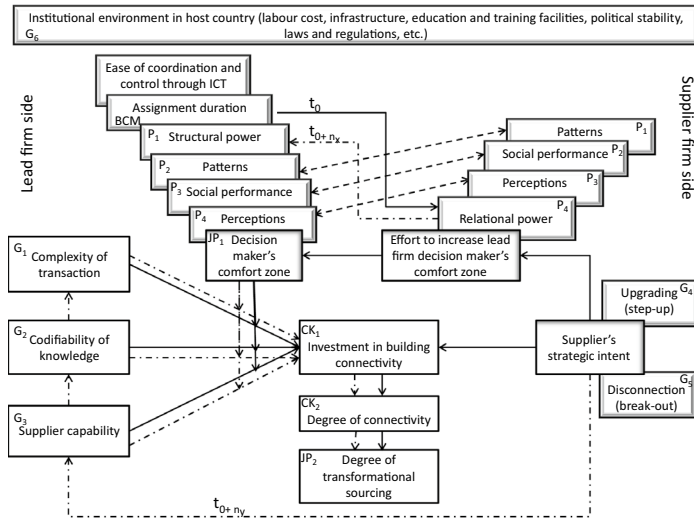 Institutional environment in host country (labour cost, infrastructure, education and training facilities, political stability,
G6 laws and regulations, etc.)
Lead firm side
Supplier firm side
Ease of coordination and
control through ICT
Assignment duration
BCM
P1 Structural power
P2 Patterns
P3 Social performance
P4 Perceptions
JP1 Decision
maker's
comfort zone
t0
t0+ ny
Patterns P1
Social performance P2
Perceptions P3
Relational power P4
Effort to increase lead
firm decision maker's
comfort zone
G1 Complexity of
transaction
G2 Codifiability of
knowledge
G3
Supplier capability
CK1
Investment in building
connectivity
CK2
Degree of connectivity
JP2 Degree of
transformational
sourcing
Upgrading G4
(step-up)
Supplier's
strategic intent
G5
Disconnection
(break-out)
t0+ ny